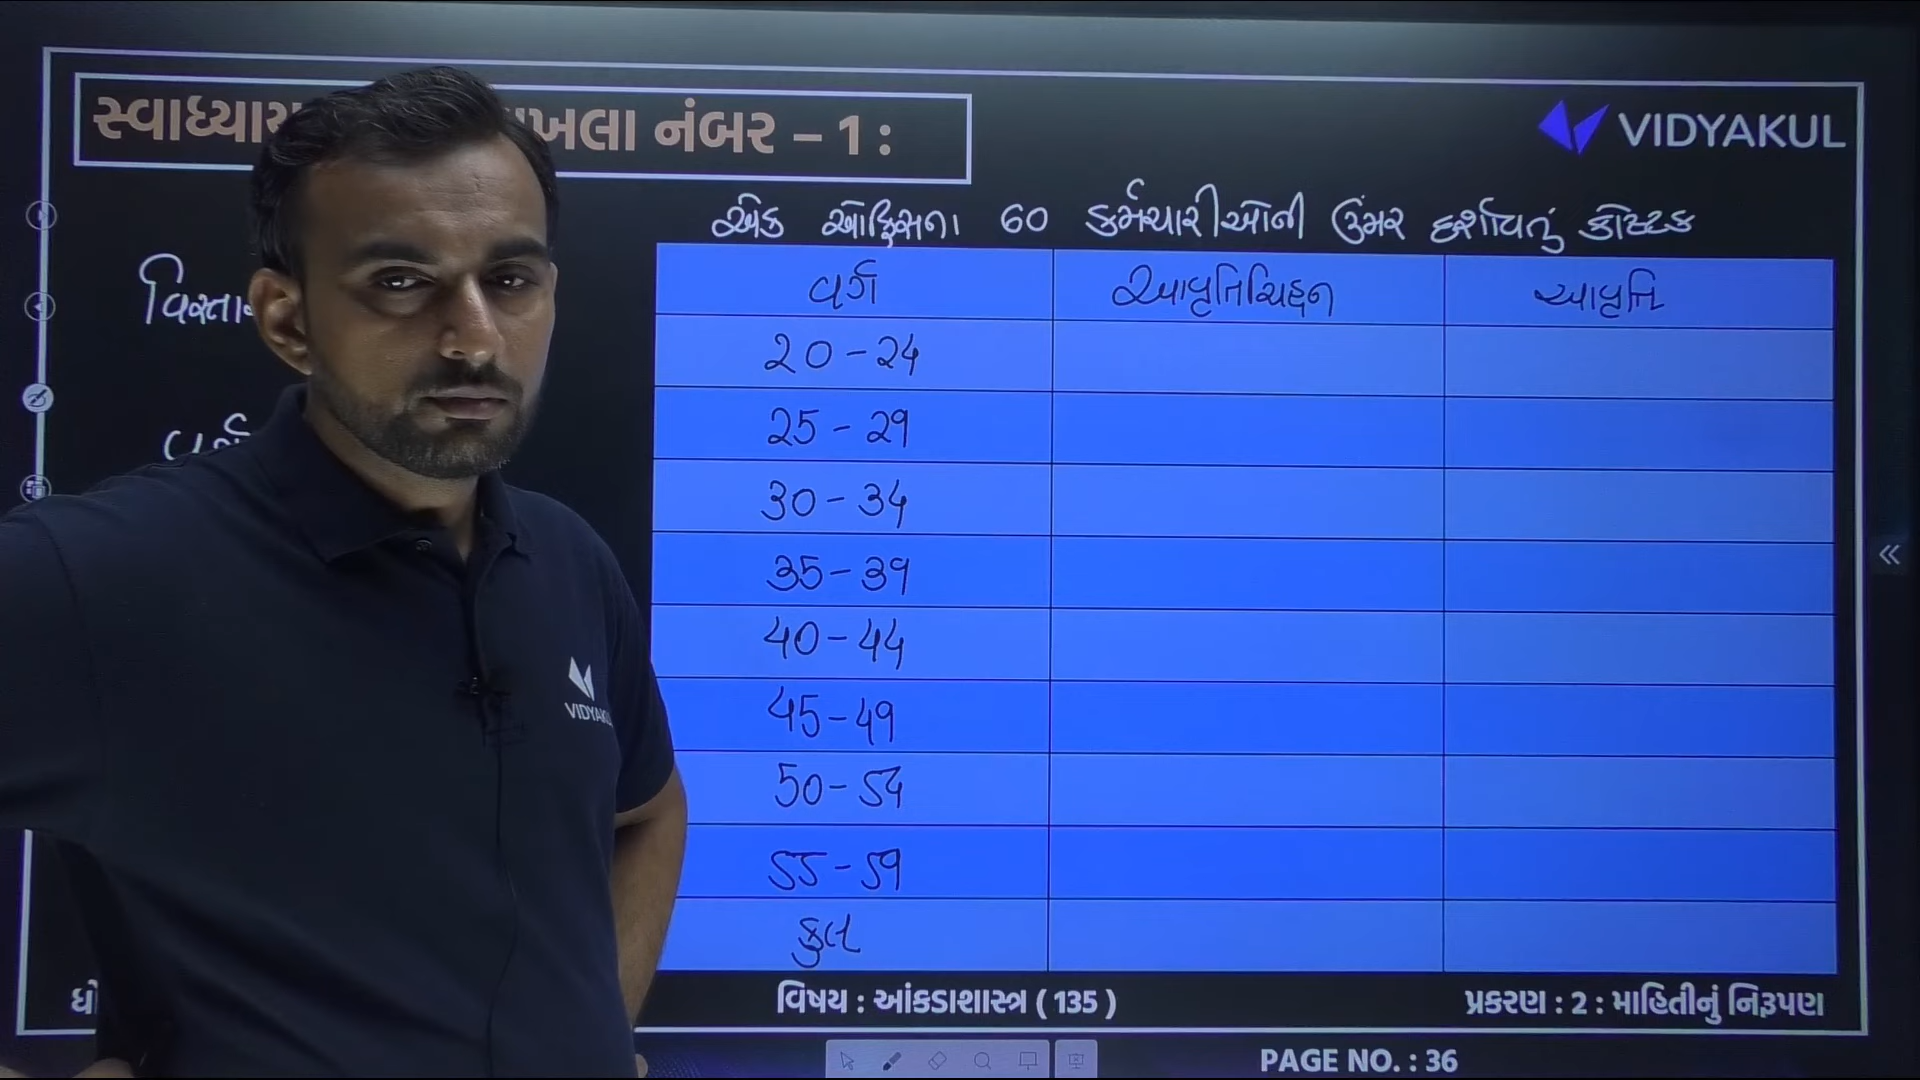 સ્વાધ્યાય
ખલા નંબર – 1 :
VIDYAKUL
એક ઓફિસના 60 કર્મચારીઓની ઉંમર દર્શાવતું કોષ્ટક
વર્ગ આવૃત્તિચિહ્ન આવૃત્તિ
20 - 24
25 - 29
30 - 34
35 - 39
40 - 44
45 - 49
50 - 54
55 - 59
કુલ
VIDYAKUL
વિષય : આંકડાશાસ્ત્ર ( 135 )
પ્રકરણ : 2 : માહિતીનું નિરૂપણ
PAGE NO. : 36